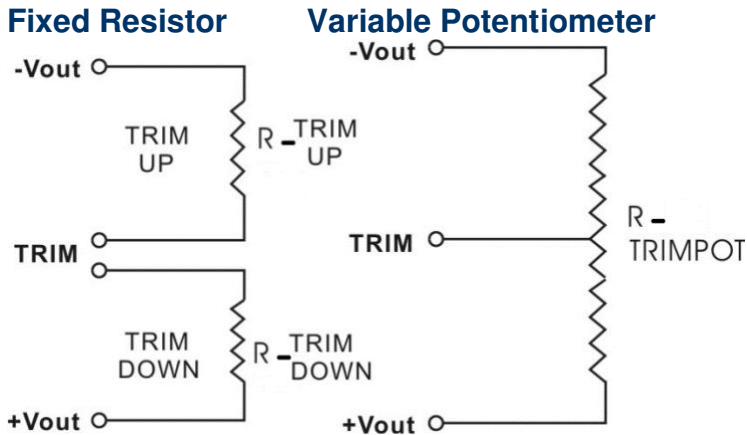 Fixed Resistor
-Vout
TRIM
UP
R - TRIM
UP
TRIM
TRIM
DOWN
R - TRIM
DOWN
+Vout
Variable Potentiometer
-Vout
TRIM
R -
TRIMPOT
+Vout